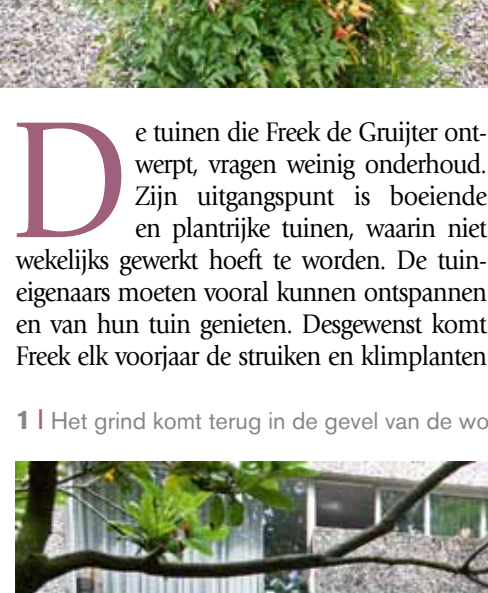 De tuinen die Freek de Gruijter ont-
werpt, vragen weinig onderhoud.
Zijn uitgangspunt is boeiende
en plantrijke tuinen, waarin niet
wekelijks gewerkt hoeft te worden. De tuin-
eigenaars moeten vooral kunnen ontspannen
en van hun tuin genieten. Desgewenst komt
Freek elk voorjaar de struiken en klimplanten
1 | Het grind komt terug in de gevel van de wo